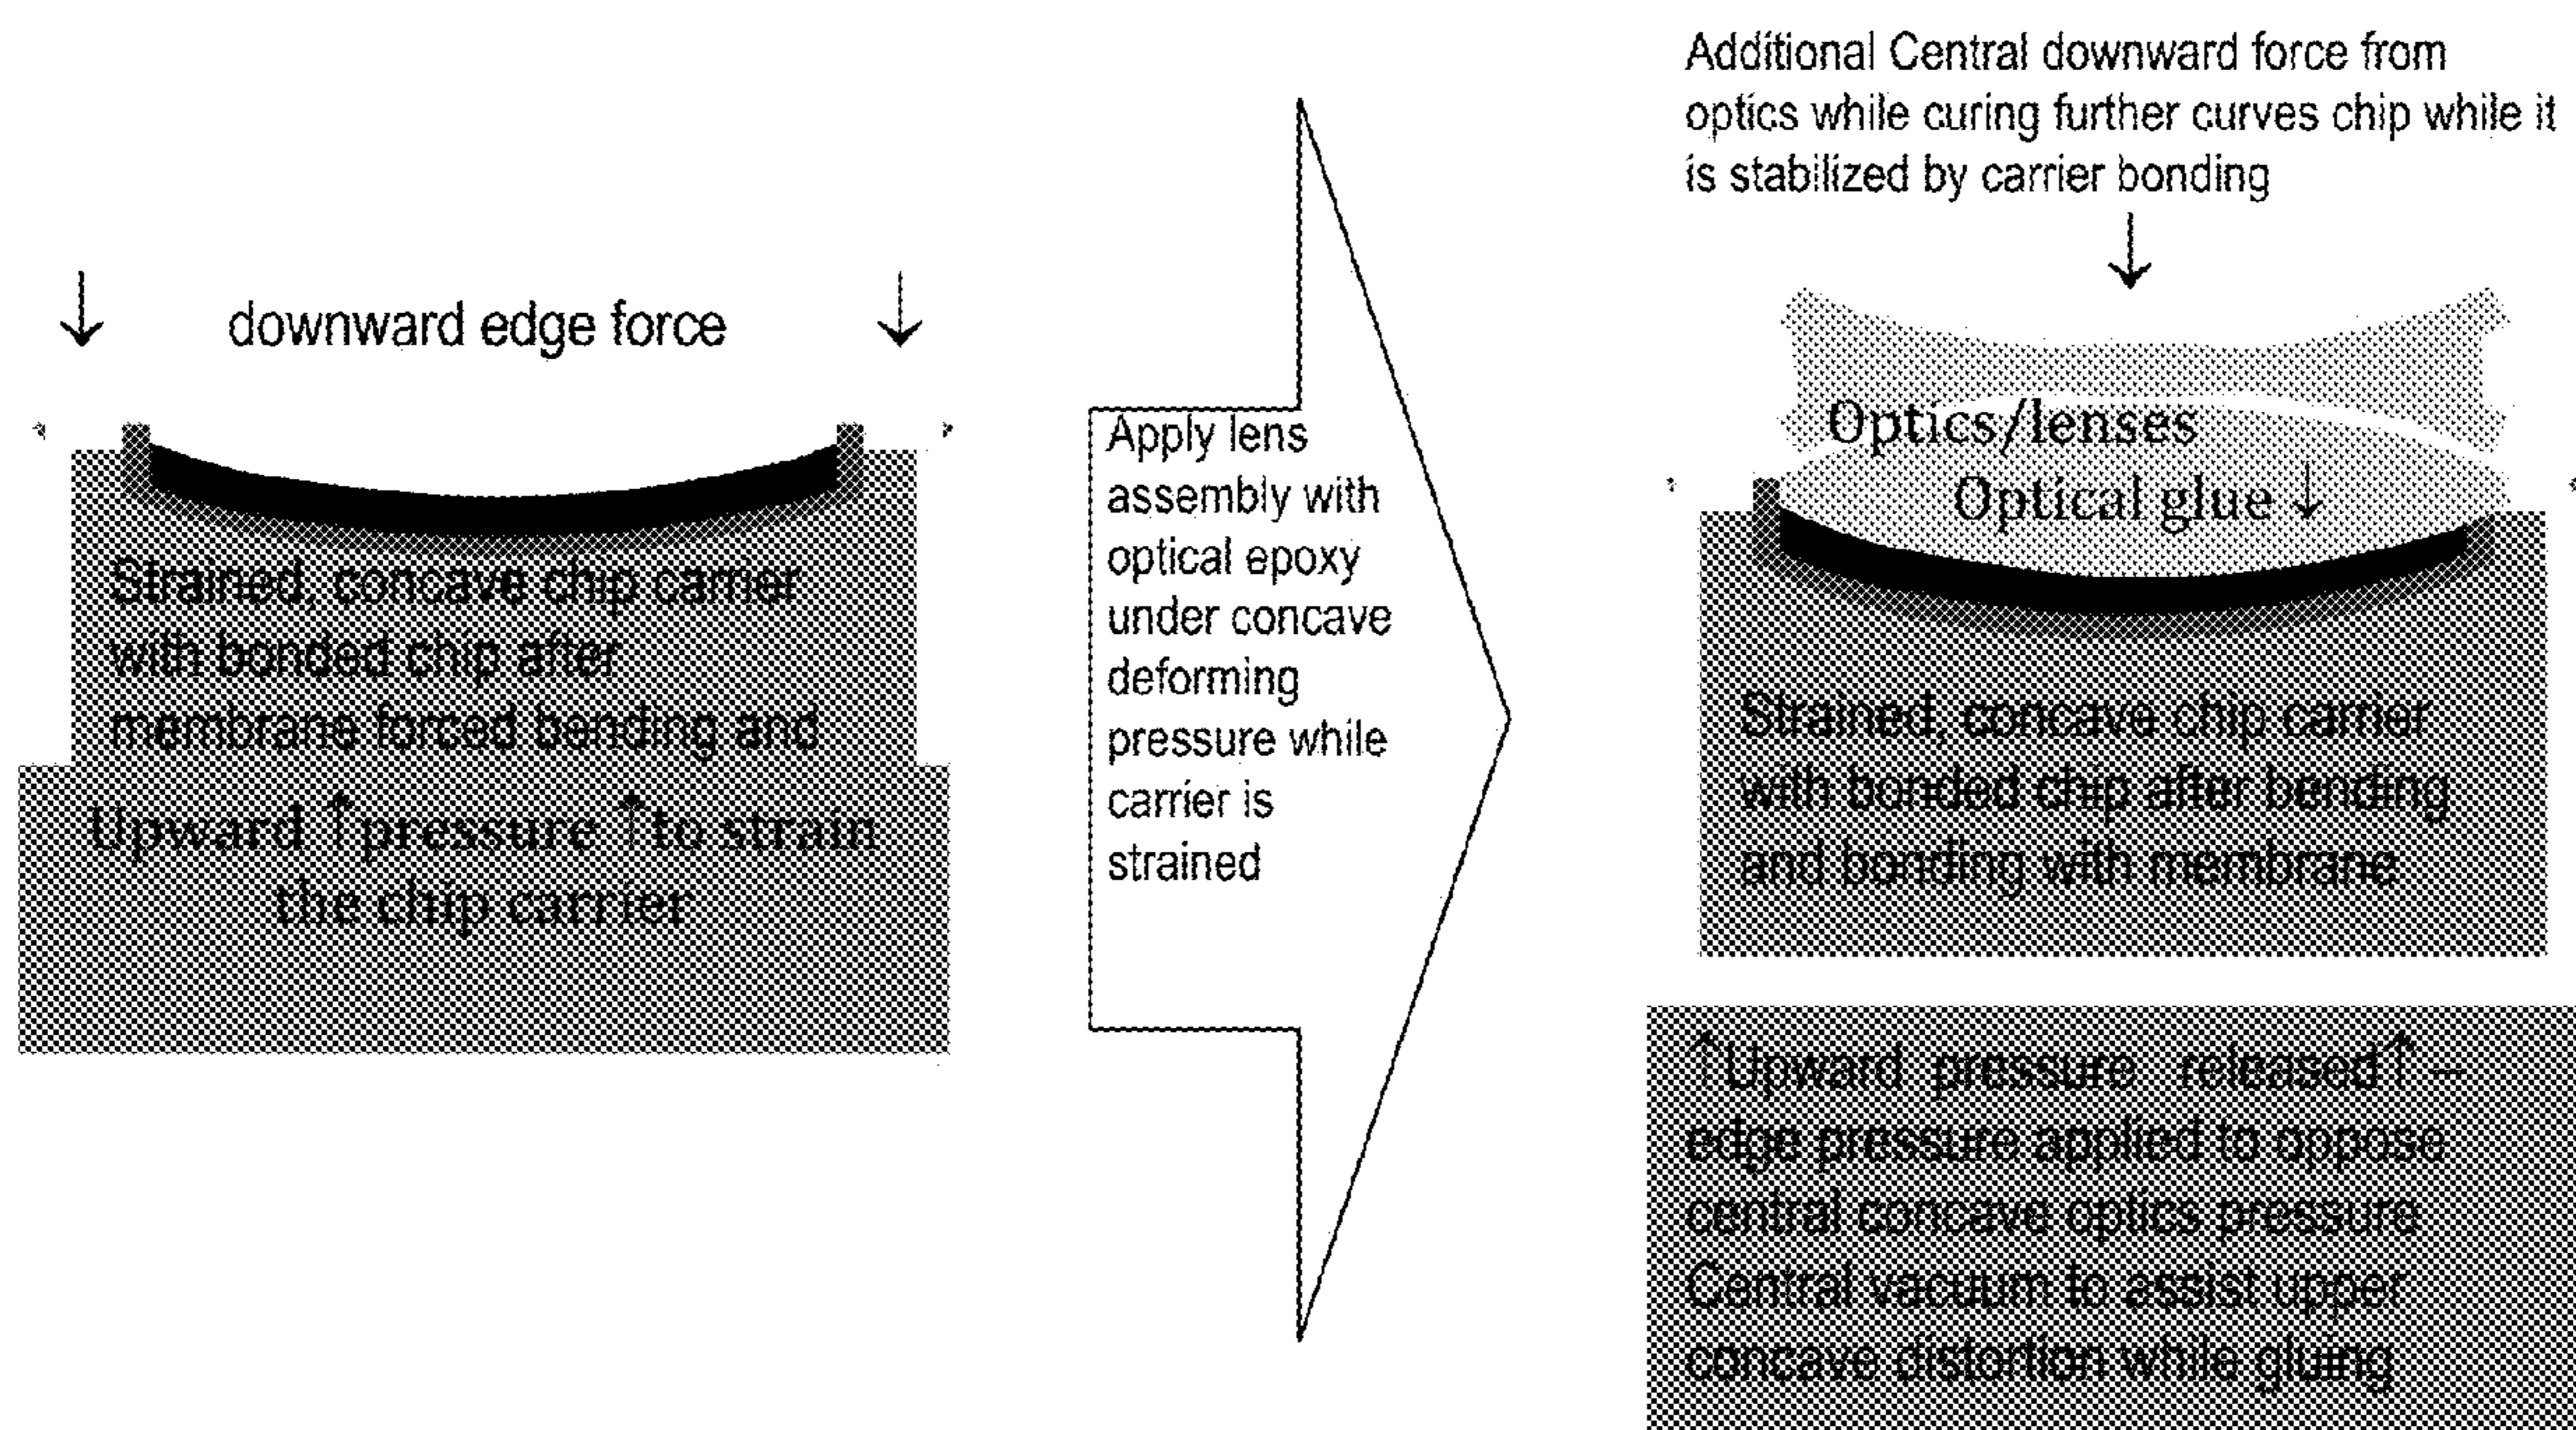 downward edge force
Strained, concave chip carrier
with bonded chip after
membrane forced bending and
Upward ↑pressure ↑to strain
the chip carrier
Apply lens
assembly with
optical epoxy
under concave
deforming
pressure while
carrier is
strained
Additional Central downward force from
optics while curing further curves chip while it
is stabilized by carrier bonding
Optics/lenses
Optical glue ↓
Strained, concave chip carrier
with bonded chip after bending
and bonding with membrane
↑Upward pressure released↑ –
edge pressure applied to oppose
central concave optics pressure
Central vacuum to assist upper
concave distortion while gluing